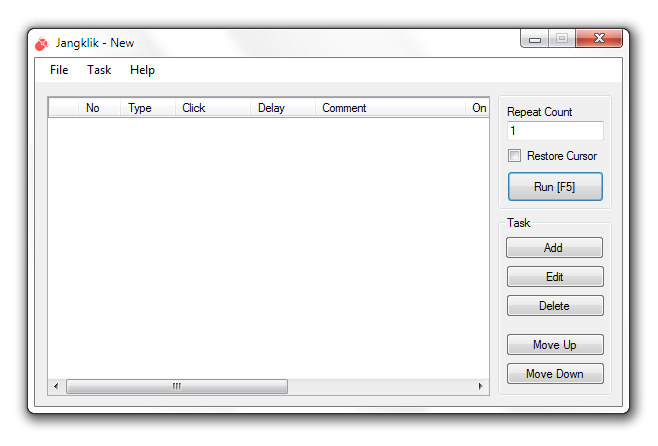 Jangklik - New
File Task Help
No Type Click Delay Comment On
Repeat Count
1
Restore Cursor
Run [F5]
Task
Add
Edit
Delete
Move Up
Move Down